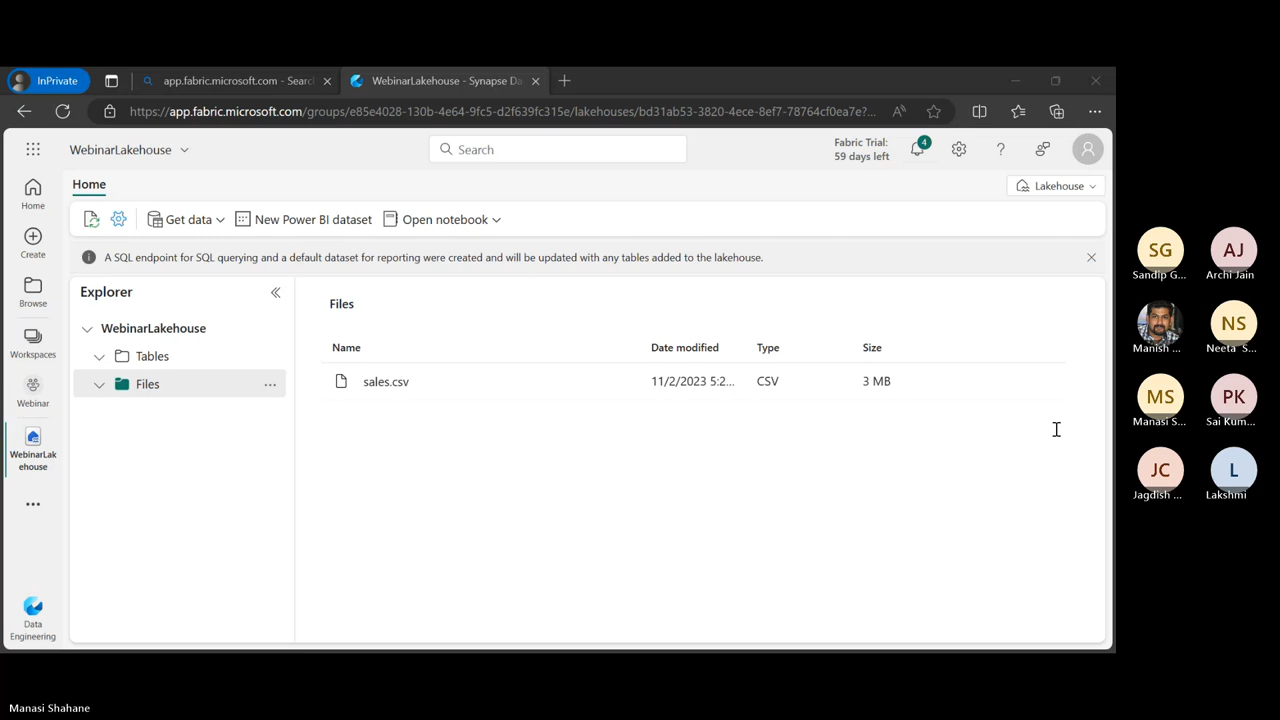 InPrivate
app.fabric.microsoft.com - Searc
WebinarLakehouse - Synapse Da
https://app.fabric.microsoft.com/groups/e85e4028-130b-4e64-9fc5-d2f639fc315e/lakehouses/bd31ab53-3820-4ece-8ef7-78764cf0ea7e?...
WebinarLakehouse
Search
Fabric Trial:
59 days left
4
Home
Lakehouse
Get data
New Power BI dataset
Open notebook
A SQL endpoint for SQL querying and a default dataset for reporting were created and will be updated with any tables added to the lakehouse.
Home
Create
Browse
Workspaces
Webinar
WebinarLak
ehouse
Data
Engineering
Explorer
WebinarLakehouse
Tables
Files
Files
Name Date modified Type Size
sales.csv 11/2/2023 5:2... CSV 3 MB
SG
Sandip G...
AJ
Archi Jain
Manish ...
NS
Neeta S...
MS
Manasi S...
PK
Sai Kum...
JC
Jagdish ...
L
Lakshmi
Manasi Shahane